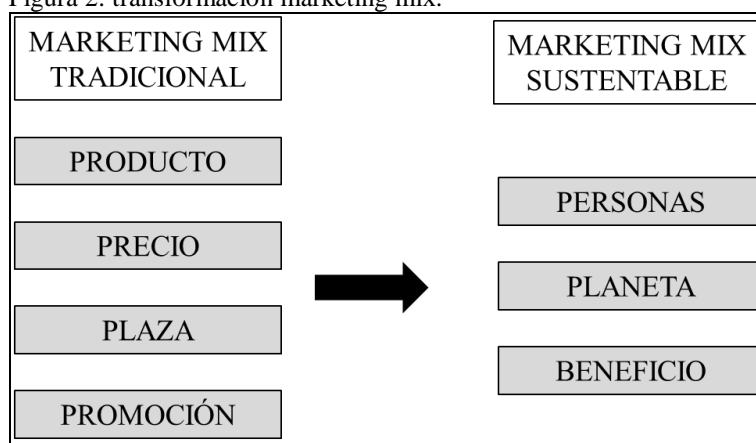 Figura 2. transformación marketing mix.
MARKETING MIX
TRADICIONAL
PRODUCTO
PRECIO
PLAZA
PROMOCIÓN
MARKETING MIX
SUSTENTABLE
PERSONAS
PLANETA
BENEFICIO